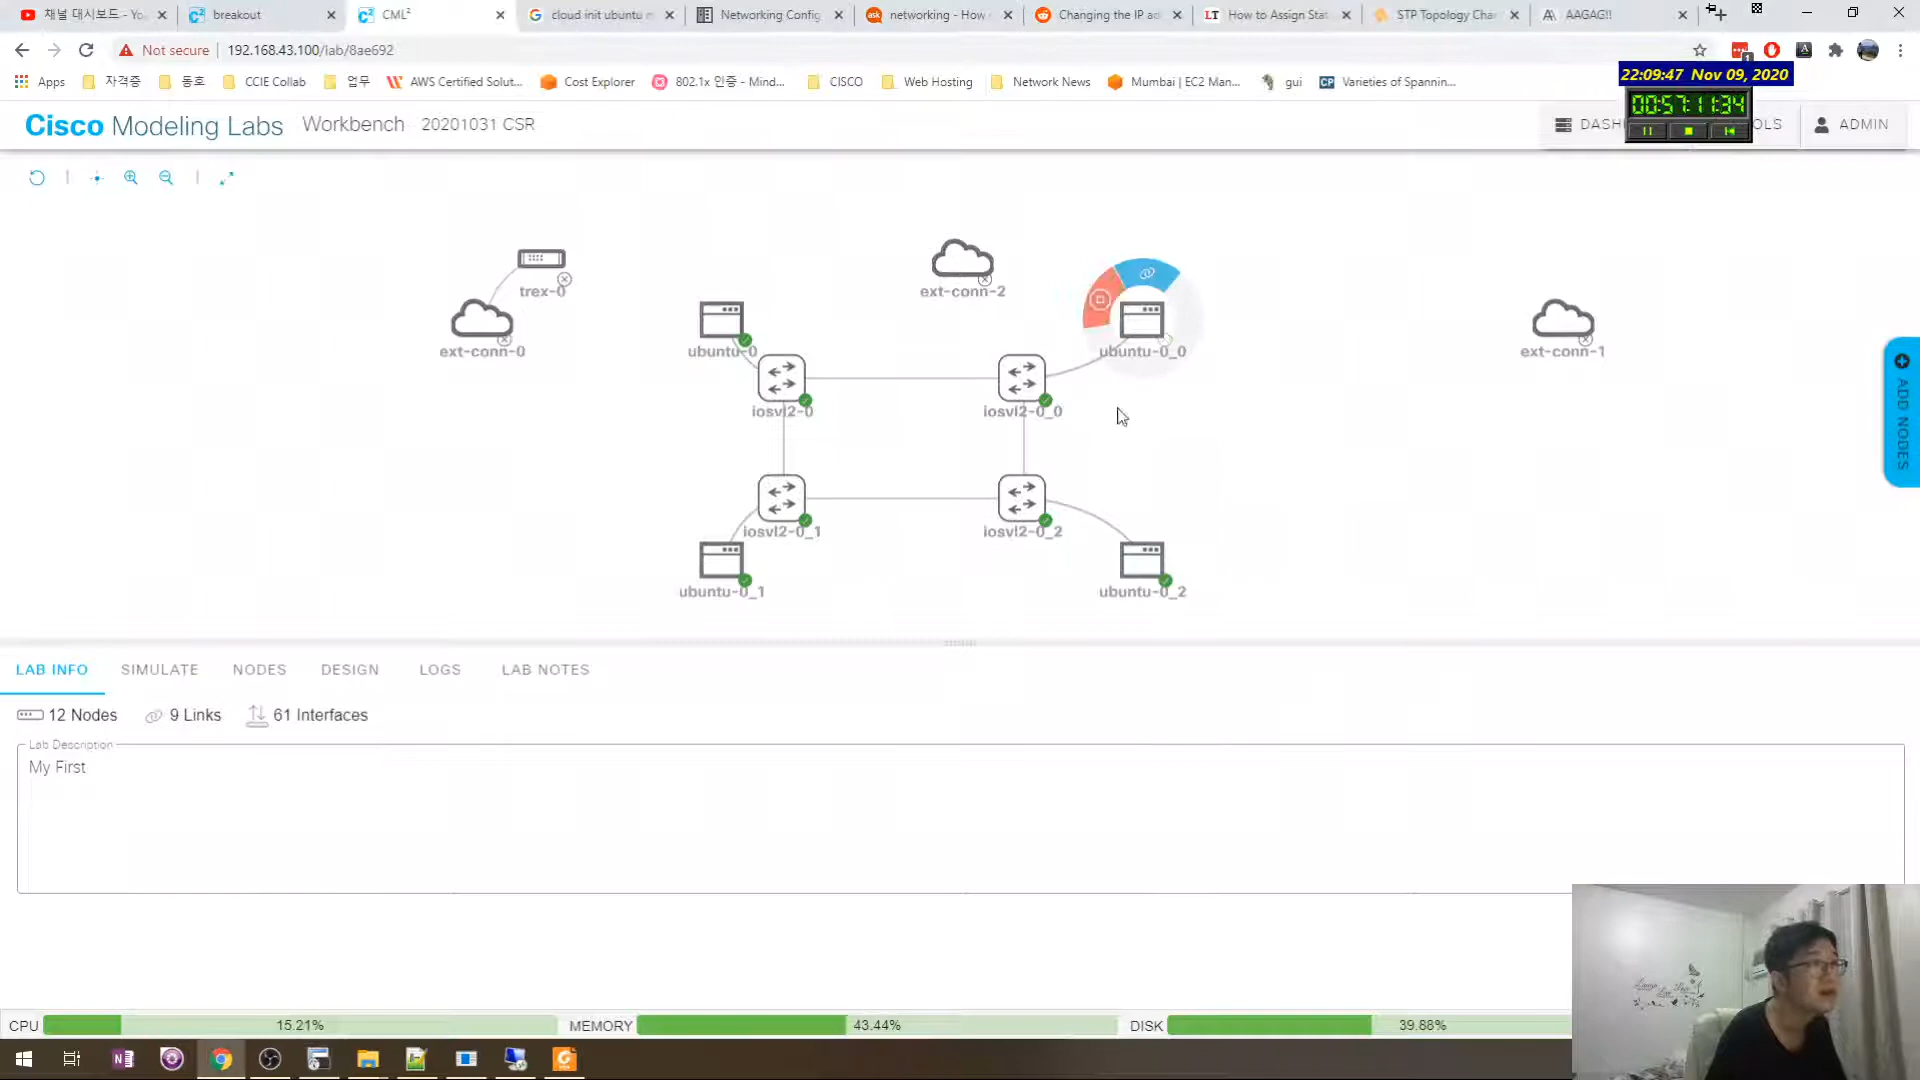 채널 대시보드 - Yo
breakout
CML²
cloud init ubuntu n
Networking Config
networking - How
Changing the IP ad
How to Assign Stat
STP Topology Chan
AAGAG!!
Not secure
192.168.43.100/lab/8ae692
Apps
자격증
동호
CCIE Collab
업무
AWS Certified Solut...
Cost Explorer
802.1x 인증 - Mind...
CISCO
Web Hosting
Network News
Mumbai | EC2 Man...
gui
Varieties of Spannin...
22:09:47 Nov 09, 2020
00:57:11:34
Cisco Modeling Labs
Workbench
20201031 CSR
DASH
OLS
ADMIN
trex-0
ext-conn-0
ubuntu-0
ext-conn-2
ubuntu-0_0
ext-conn-1
iosvl2-0
iosvl2-0_0
iosvl2-0_1
iosvl2-0_2
ubuntu-0_1
ubuntu-0_2
ADD NODES
LAB INFO
SIMULATE
NODES
DESIGN
LOGS
LAB NOTES
12 Nodes
9 Links
61 Interfaces
Lab Description
My First
CPU
15.21%
MEMORY
43.44%
DISK
39.88%